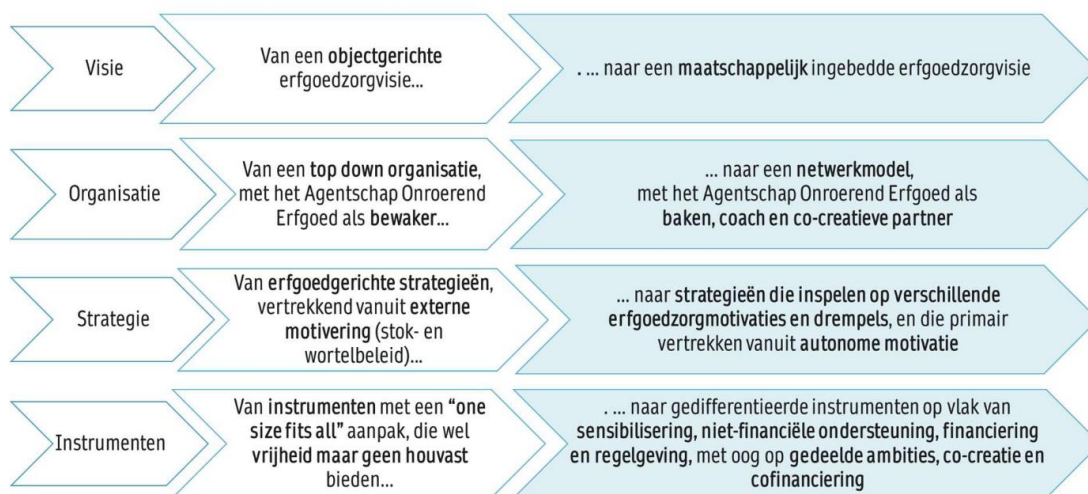 Visie
Van een objectgerichte
erfgoedzorgvisie...
. ... naar een maatschappelijk ingebedde erfgoedzorgvisie
Organisatie
Van een top down organisatie,
met het Agentschap Onroerend
Erfgoed als bewaker...
... naar een netwerkmodel,
met het Agentschap Onroerend Erfgoed als
baken, coach en co-creatieve partner
Strategie
Van erfgoedgerichte strategieën,
vertrekkend vanuit externe
motivering (stok- en
wortelbeleid)...
... naar strategieën die inspelen op verschillende
erfgoedzorgmotivaties en drempels, en die primair
vertrekken vanuit autonome motivatie
Instrumenten
Van instrumenten met een “one
size fits all” aanpak, die wel
vrijheid maar geen houvast
bieden...
. ... naar gedifferentieerde instrumenten op vlak van
sensibilisering, niet-financiële ondersteuning, financiering
en regelgeving, met oog op gedeelde ambities, co-creatie en
cofinanciering